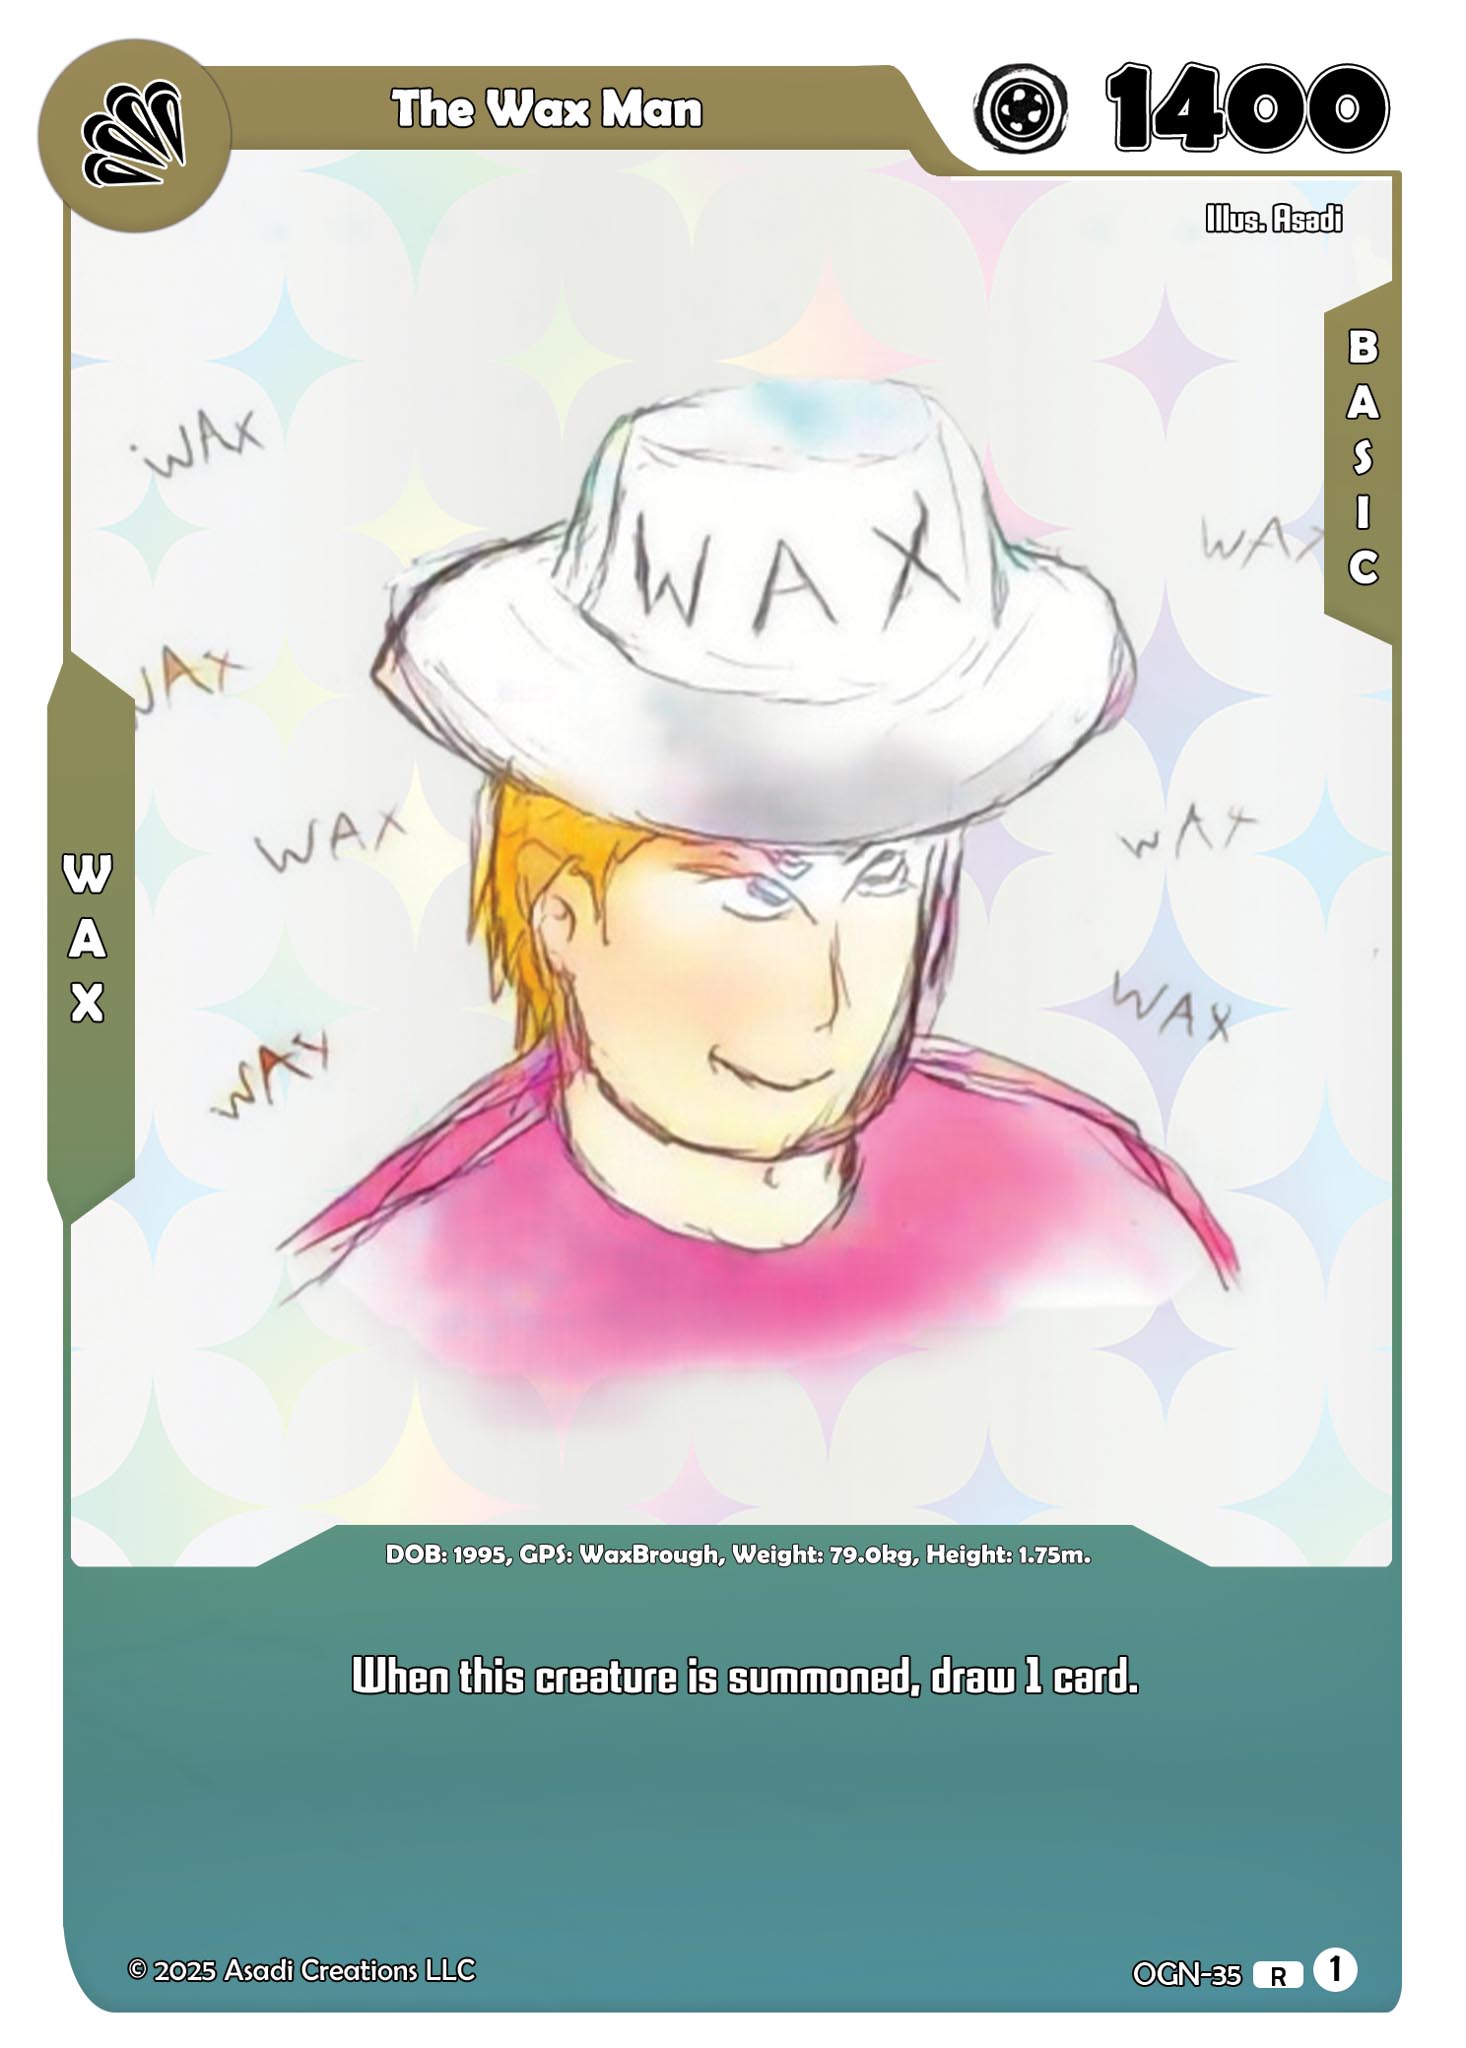 The Wax Man
1400
Illus. Asadi
BASIC
WAX
WAX
WAX
WAX
WAX
WAX
WAX
WAX
WAX
DOB: 1995, GPS: WaxBrough, Weight: 79.0kg, Height: 1.75m.
When this creature is summoned, draw 1 card.
© 2025 Asadi Creations LLC
OGN-35 R 1